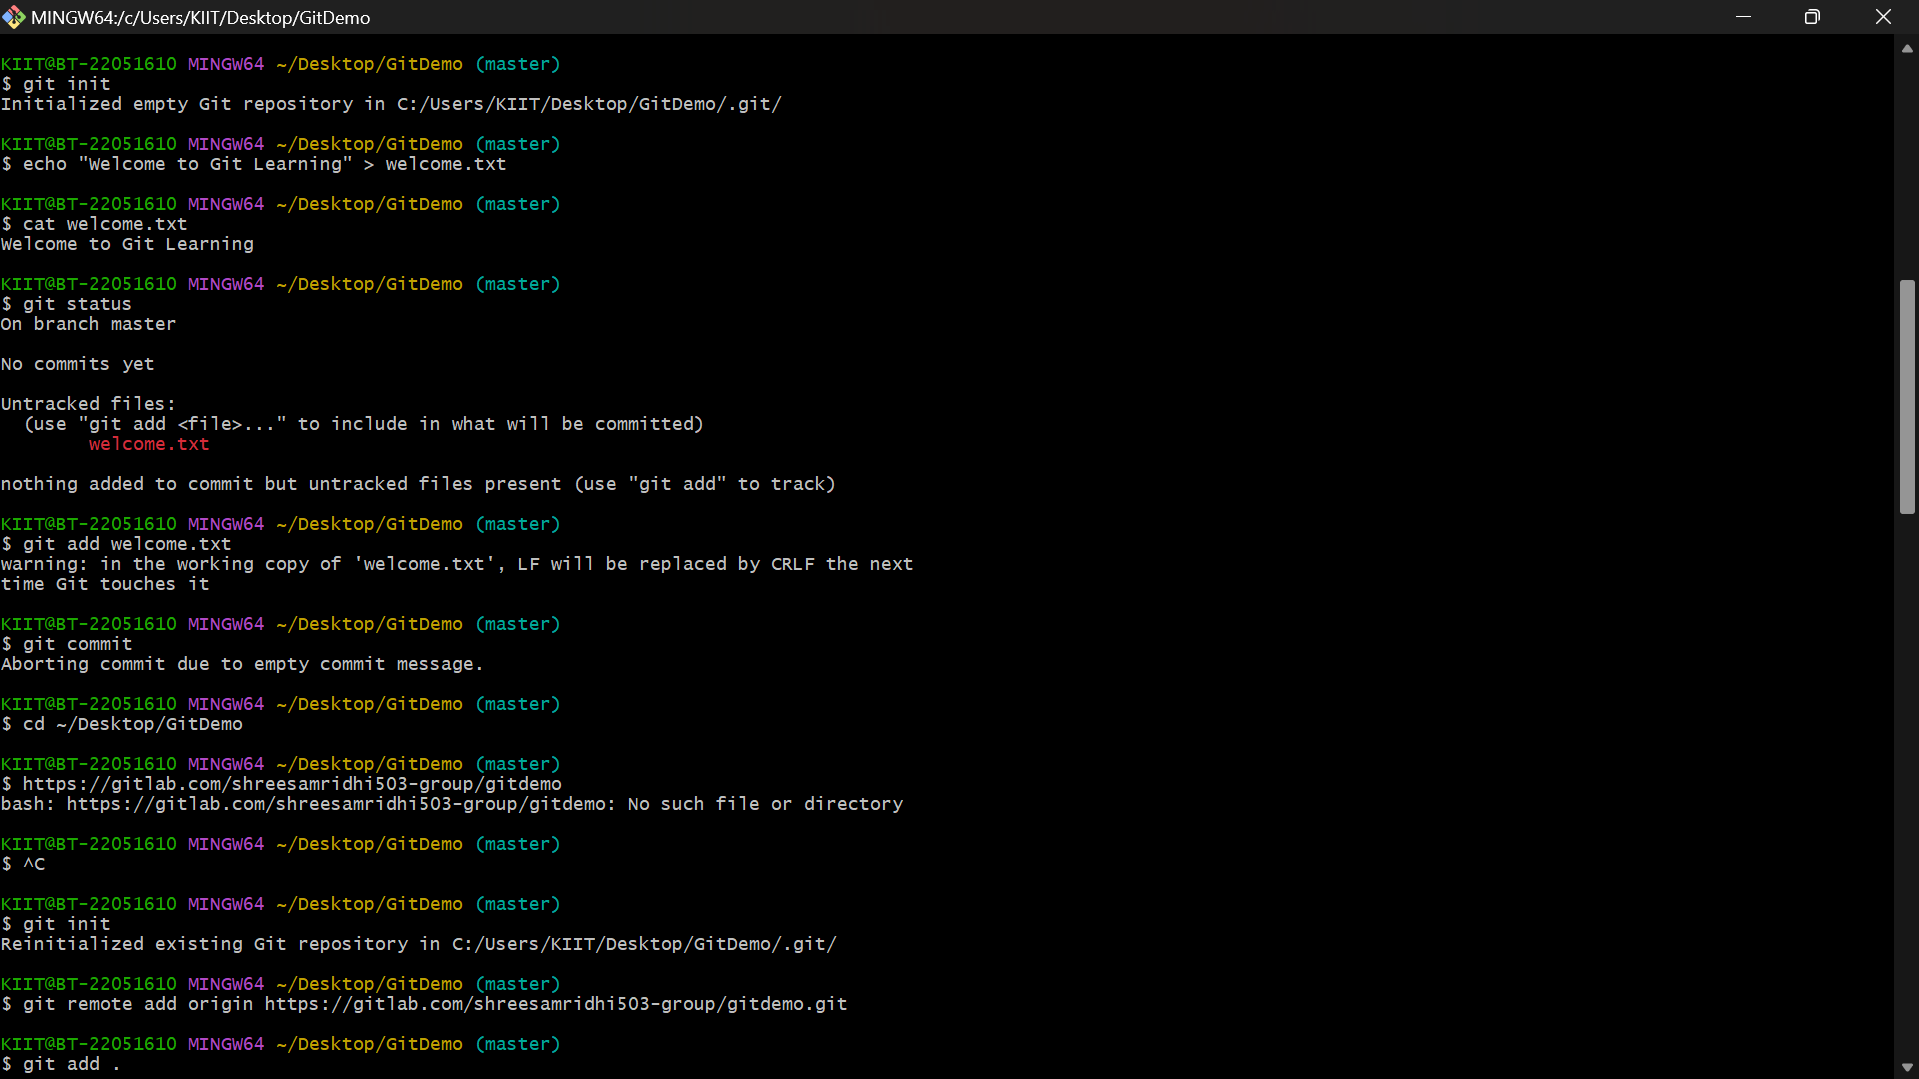 MINGW64:/c/Users/KIIT/Desktop/GitDemo
KIIT@BT-22051610 MINGW64 ~/Desktop/GitDemo (master)
$ git init
Initialized empty Git repository in C:/Users/KIIT/Desktop/GitDemo/.git/
KIIT@BT-22051610 MINGW64 ~/Desktop/GitDemo (master)
$ echo "Welcome to Git Learning" > welcome.txt
KIIT@BT-22051610 MINGW64 ~/Desktop/GitDemo (master)
$ cat welcome.txt
Welcome to Git Learning
KIIT@BT-22051610 MINGW64 ~/Desktop/GitDemo (master)
$ git status
On branch master
No commits yet
Untracked files:
(use "git add <file>..." to include in what will be committed)
welcome.txt
nothing added to commit but untracked files present (use "git add" to track)
KIIT@BT-22051610 MINGW64 ~/Desktop/GitDemo (master)
$ git add welcome.txt
warning: in the working copy of 'welcome.txt', LF will be replaced by CRLF the next
time Git touches it
KIIT@BT-22051610 MINGW64 ~/Desktop/GitDemo (master)
$ git commit
Aborting commit due to empty commit message.
KIIT@BT-22051610 MINGW64 ~/Desktop/GitDemo (master)
$ cd ~/Desktop/GitDemo
KIIT@BT-22051610 MINGW64 ~/Desktop/GitDemo (master)
$ https://gitlab.com/shreesamridhi503-group/gitdemo
bash: https://gitlab.com/shreesamridhi503-group/gitdemo: No such file or directory
KIIT@BT-22051610 MINGW64 ~/Desktop/GitDemo (master)
$ ^C
KIIT@BT-22051610 MINGW64 ~/Desktop/GitDemo (master)
$ git init
Reinitialized existing Git repository in C:/Users/KIIT/Desktop/GitDemo/.git/
KIIT@BT-22051610 MINGW64 ~/Desktop/GitDemo (master)
$ git remote add origin https://gitlab.com/shreesamridhi503-group/gitdemo.git
KIIT@BT-22051610 MINGW64 ~/Desktop/GitDemo (master)
$ git add .